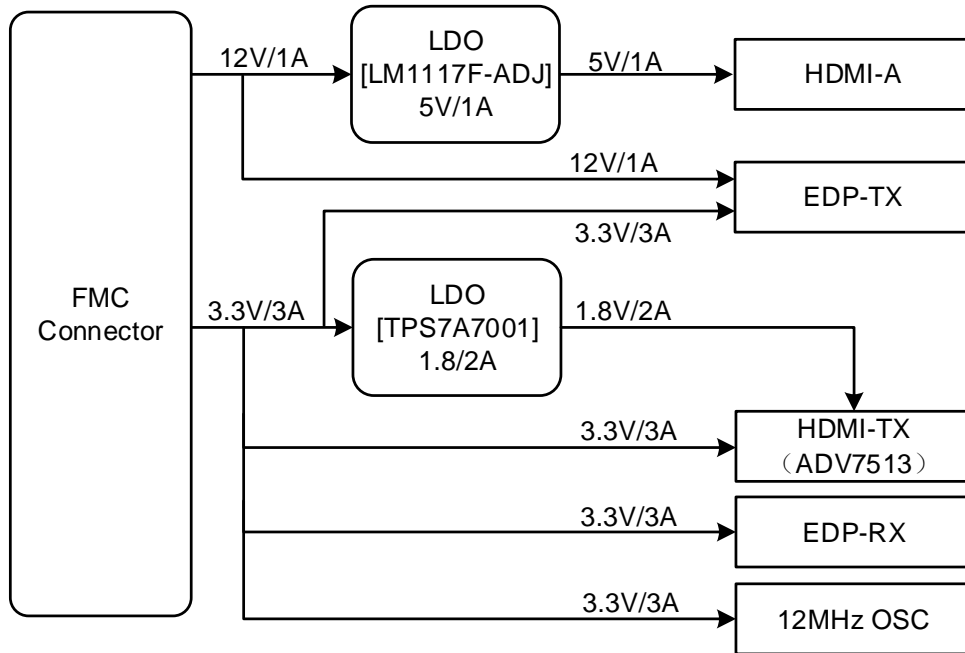 FMC
Connector
12V/1A
LDO
[LM1117F-ADJ]
5V/1A
5V/1A
HDMI-A
12V/1A
EDP-TX
3.3V/3A
3.3V/3A
LDO
[TPS7A7001]
1.8/2A
1.8V/2A
3.3V/3A
HDMI-TX
（ADV7513）
3.3V/3A
EDP-RX
3.3V/3A
12MHz OSC